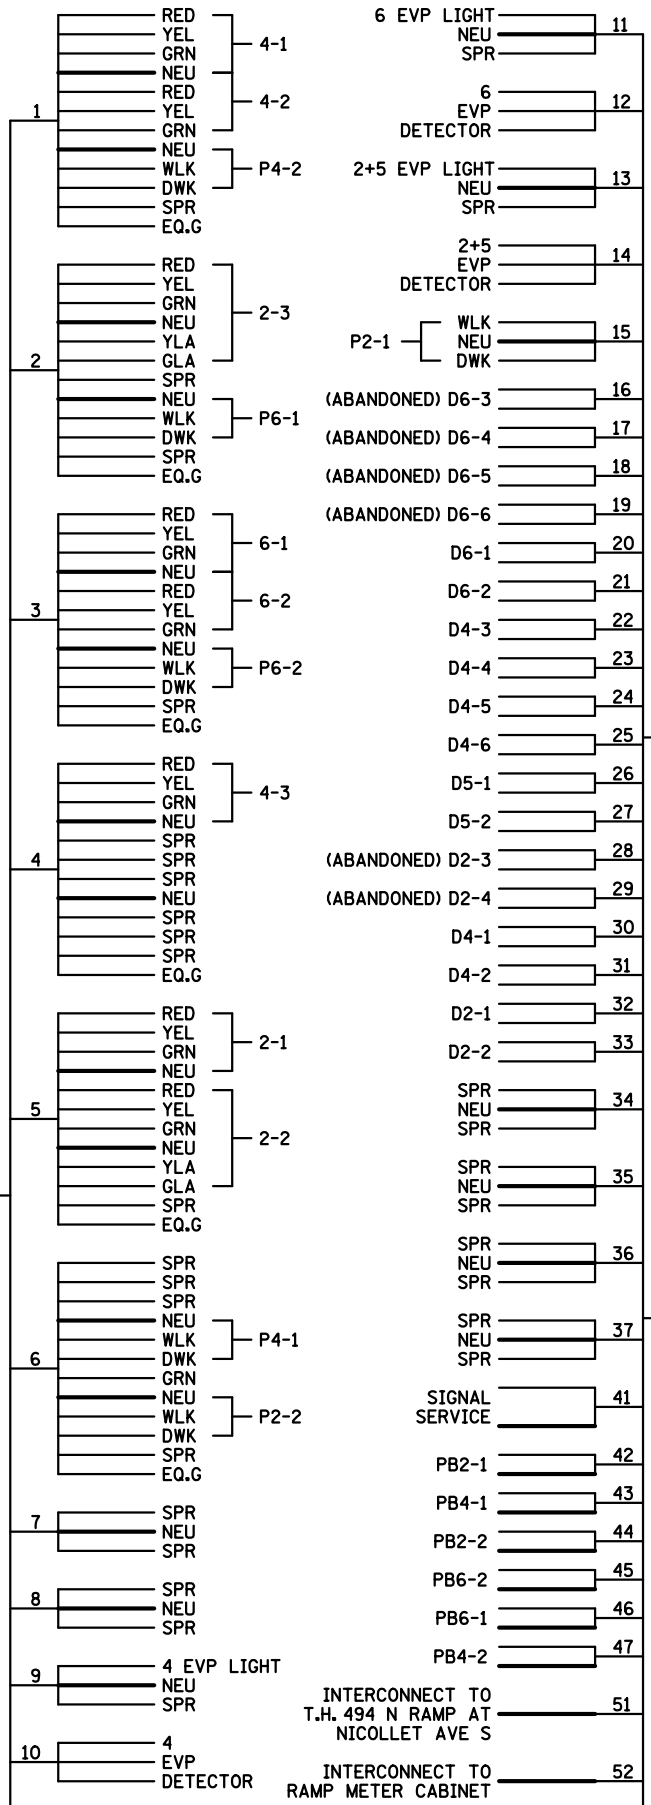 1
RED
YEL
GRN
NEU
RED
YEL
GRN
NEU
WLK
DWK
SPR
EQ.G
4-1
4-2
P4-2
2
RED
YEL
GRN
NEU
YLA
GLA
SPR
NEU
WLK
DWK
SPR
EQ.G
2-3
P6-1
3
RED
YEL
GRN
NEU
RED
YEL
GRN
NEU
WLK
DWK
SPR
EQ.G
6-1
6-2
P6-2
4
RED
YEL
GRN
NEU
SPR
SPR
SPR
NEU
SPR
SPR
SPR
EQ.G
4-3
5
RED
YEL
GRN
NEU
RED
YEL
GRN
NEU
YLA
GLA
SPR
EQ.G
2-1
2-2
6
SPR
SPR
SPR
NEU
WLK
DWK
GRN
NEU
WLK
DWK
SPR
EQ.G
P4-1
P2-2
7
SPR
NEU
SPR
8
SPR
NEU
SPR
9
4 EVP LIGHT
NEU
SPR
10
4
EVP
DETECTOR
6 EVP LIGHT
NEU
SPR
11
6
EVP
DETECTOR
12
2+5 EVP LIGHT
NEU
SPR
13
2+5
EVP
DETECTOR
14
P2-1
WLK
NEU
DWK
15
(ABANDONED) D6-3 16
(ABANDONED) D6-4 17
(ABANDONED) D6-5 18
(ABANDONED) D6-6 19
D6-1 20
D6-2 21
D4-3 22
D4-4 23
D4-5 24
D4-6 25
D5-1 26
D5-2 27
(ABANDONED) D2-3 28
(ABANDONED) D2-4 29
D4-1 30
D4-2 31
D2-1 32
D2-2 33
SPR
NEU
SPR
34
SPR
NEU
SPR
35
SPR
NEU
SPR
36
SPR
NEU
SPR
37
SIGNAL
SERVICE
41
PB2-1 42
PB4-1 43
PB2-2 44
PB6-2 45
PB6-1 46
PB4-2 47
INTERCONNECT TO
T.H. 494 N RAMP AT
NICOLLET AVE S
51
INTERCONNECT TO
RAMP METER CABINET
52